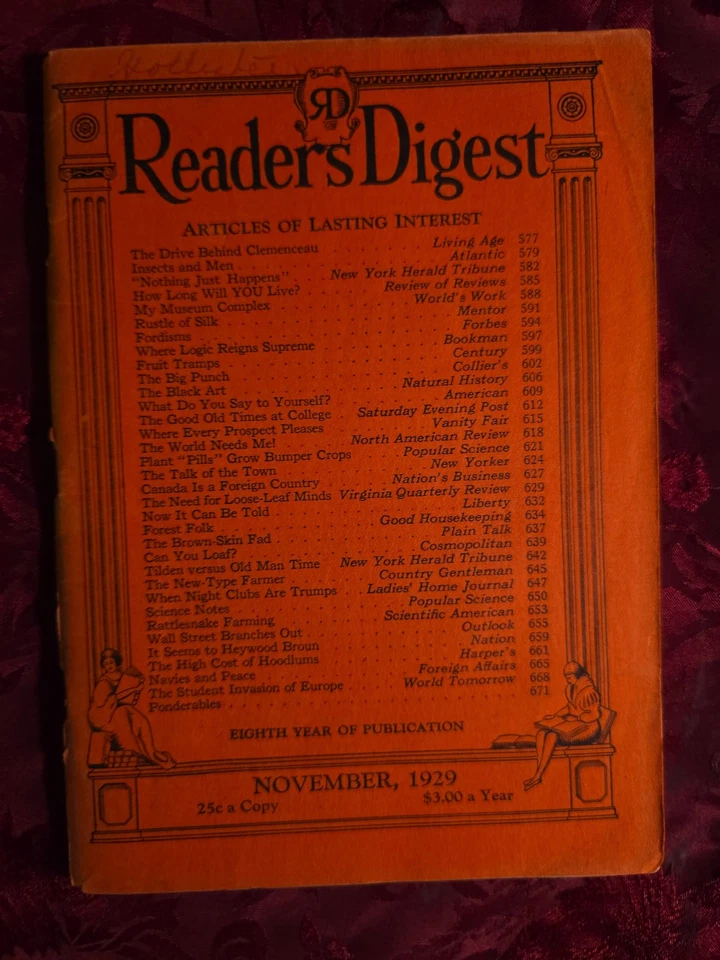 RD
Reader's Digest
ARTICLES OF LASTING INTEREST
The Drive Behind Clemenceau . . . . Living Age 577
Insects and Men . . . . Atlantic 579
"Nothing Just Happens" . . . . New York Herald Tribune 582
How Long Will YOU Live? . . . . Review of Reviews 585
My Museum Complex . . . . World's Work 588
Rustle of Silk . . . . Mentor 591
Fordisms . . . . Forbes 594
Where Logic Reigns Supreme . . . . Bookman 597
Fruit Tramps . . . . Century 599
The Big Punch . . . . Collier's 602
The Black Art . . . . Natural History 606
What Do You Say to Yourself? . . . . American 609
The Good Old Times at College . . . . Saturday Evening Post 612
Where Every Prospect Pleases . . . . Vanity Fair 615
The World Needs Me! . . . . North American Review 618
Plant "Pills" Grow Bumper Crops . . . . Popular Science 621
The Talk of the Town . . . . New Yorker 624
Canada Is a Foreign Country . . . . Nation's Business 627
The Need for Loose-Leaf Minds Virginia Quarterly Review 629
Now It Can Be Told . . . . Liberty 632
Forest Folk . . . . Good Housekeeping 634
The Brown-Skin Fad . . . . Plain Talk 637
Can You Loaf? . . . . Cosmopolitan 639
Tilden versus Old Man Time . . . . New York Herald Tribune 642
The New-Type Farmer . . . . Country Gentleman 645
When Night Clubs Are Trumps . . . . Ladies' Home Journal 647
Science Notes . . . . Popular Science 650
Rattlesnake Farming . . . . Scientific American 653
Wall Street Branches Out . . . . Outlook 655
It Seems to Heywood Broun . . . . Nation 659
The High Cost of Hoodlums . . . . Harper's 661
Navies and Peace . . . . Foreign Affairs 665
The Student Invasion of Europe . . . . World Tomorrow 668
Ponderables . . . . 671
EIGHTH YEAR OF PUBLICATION
NOVEMBER, 1929
25c a Copy $3.00 a Year